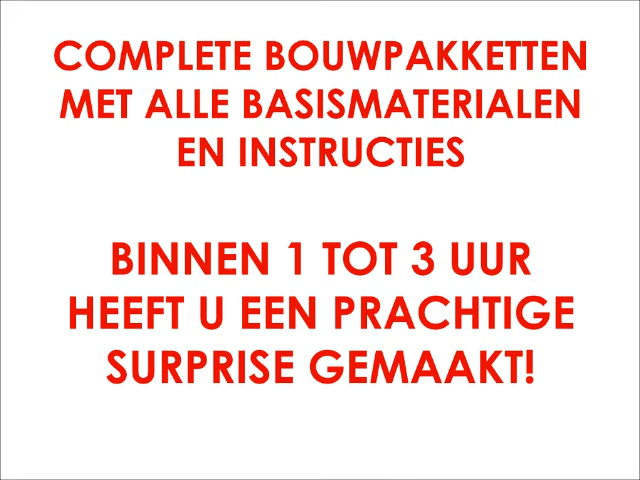 COMPLETE BOUWPAKKETTEN
MET ALLE BASISMATERIALEN
EN INSTRUCTIES
BINNEN 1 TOT 3 UUR
HEEFT U EEN PRACHTIGE
SURPRISE GEMAAKT!